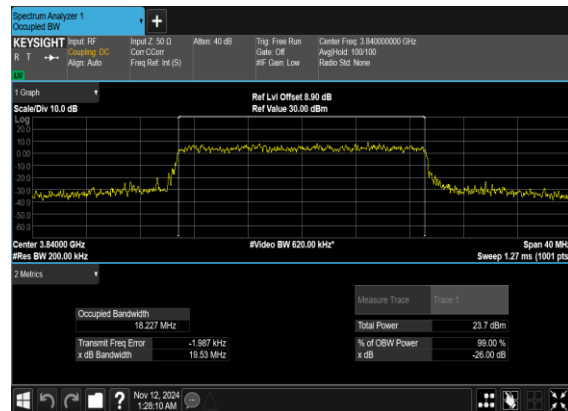 Spectrum Analyzer 1
Occupied BW
KEYSIGHT
R T
LW
Input: RF
Coupling: DC
Align: Auto
Input Z: 50 Ω
Corr CCorr
Freq Ref: Int (S)
Atten: 40 dB
Trig: Free Run
Gate: Off
#IF Gain: Low
Center Freq: 3.840000000 GHz
Avg|Hold: 100/100
Radio Std: None
1 Graph
Scale/Div 10.0 dB
Ref Lvl Offset 8.90 dB
Ref Value 30.00 dBm
Log
20.0
10.0
0.00
-10.0
-20.0
-30.0
-40.0
-50.0
-60.0
Center 3.84000 GHz
#Res BW 200.00 kHz
#Video BW 620.00 kHz*
Span 40 MHz
Sweep 1.27 ms (1001 pts
2 Metrics
Measure Trace
Trace 1
Occupied Bandwidth
18.227 MHz
Total Power
23.7 dBm
Transmit Freq Error
-1.987 kHz
% of OBW Power
99.00 %
x dB Bandwidth
19.53 MHz
x dB
-26.00 dB
?
Nov 12, 2024
1:28:10 AM